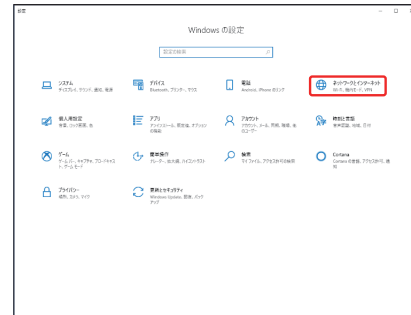 設定
Windows の設定
設定の検索
システム
ディスプレイ、サウンド、通知、電源
デバイス
Bluetooth、プリンター、マウス
電話
Android, iPhone のリンク
ネットワークとインターネット
Wi-Fi、機内モード、VPN
個人用設定
背景、ロック画面、色
アプリ
アンインストール、既定値、オプション
の機能
アカウント
アカウント、メール、同期、職場、他
のユーザー
時刻と言語
音声認識、地域、日付
ゲーム
ゲーム バー、キャプチャ、ブロードキャス
ト、ゲーム モード
簡単操作
ナレーター、拡大鏡、ハイコントラスト
検索
マイ ファイル、アクセス許可の検索
Cortana
Cortana の言語、アクセス許可、通
知
プライバシー
場所、カメラ、マイク
更新とセキュリティ
Windows Update、回復、バック
アップ